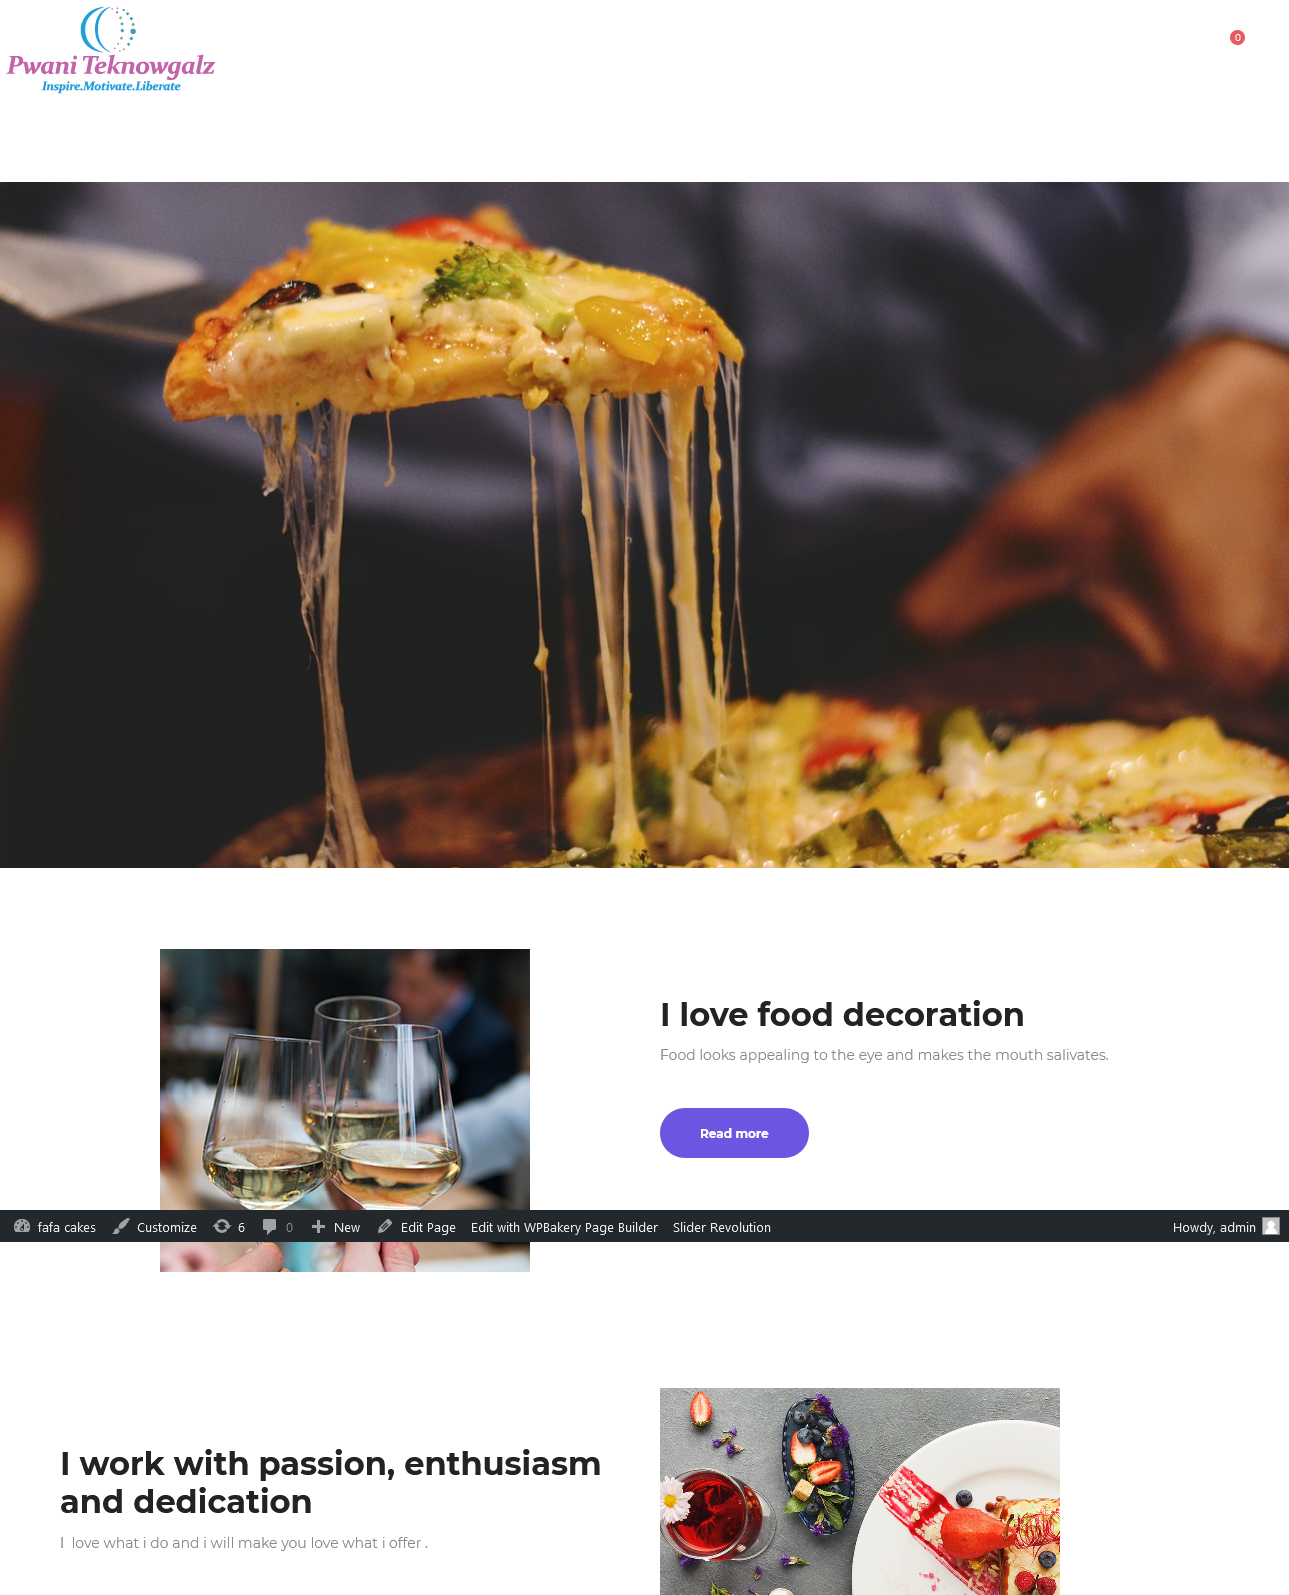 Pwani Teknowgalz
Inspire.Motivate.Liberate
0
I love food decoration
Food looks appealing to the eye and makes the mouth salivates.
Read more
fafa cakes Customize 6 0 New Edit Page Edit with WPBakery Page Builder Slider Revolution Howdy, admin
I work with passion, enthusiasm
and dedication
I love what i do and i will make you love what i offer .